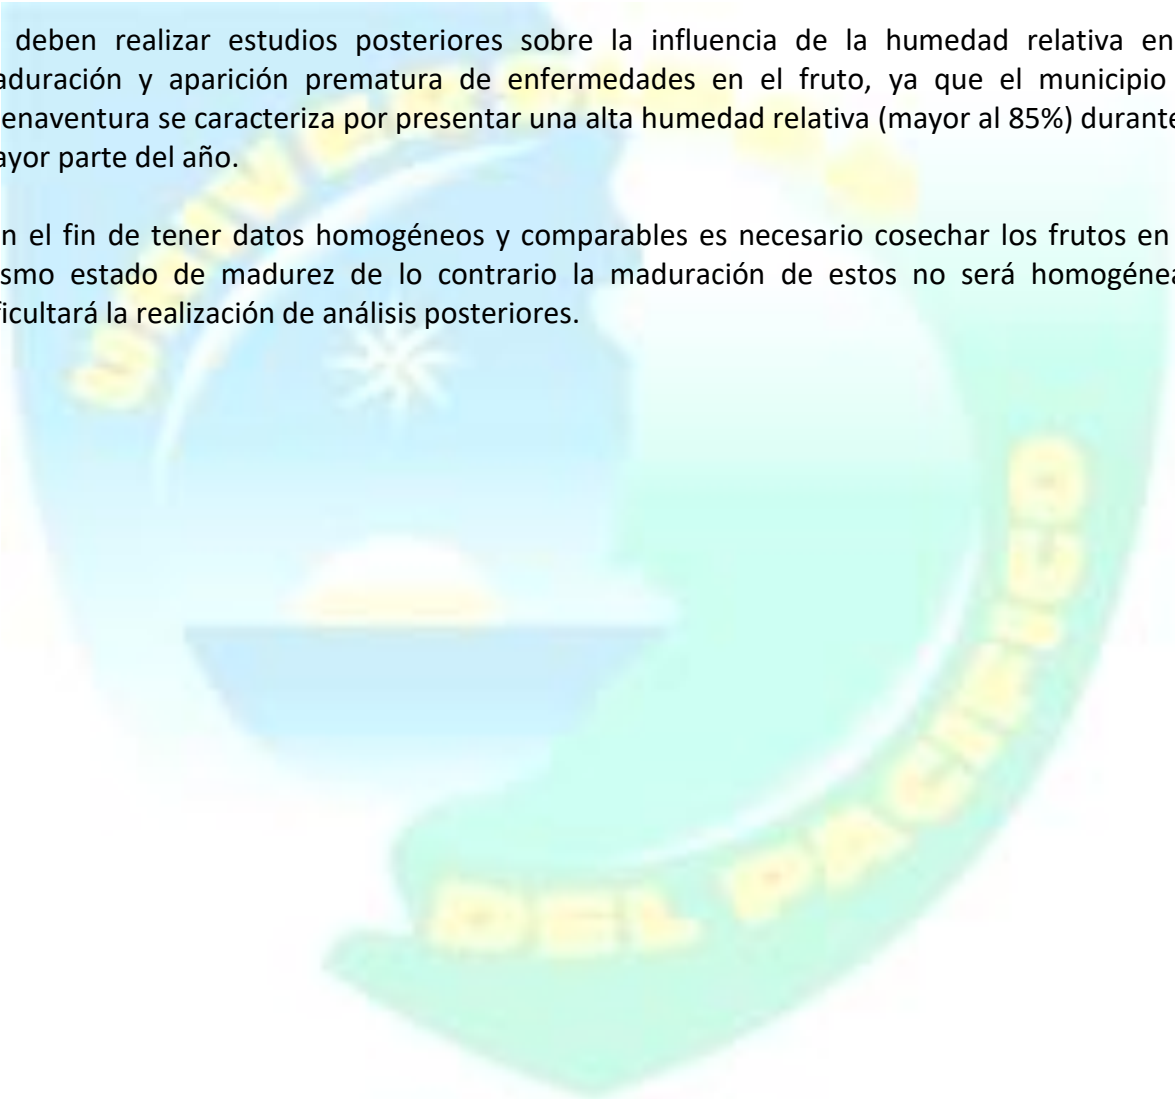 deben realizar estudios posteriores sobre la influencia de la humedad relativa en
aduración y aparición prematura de enfermedades en el fruto, ya que el municipio
enaventura se caracteriza por presentar una alta humedad relativa (mayor al 85%) durante
ayor parte del año.
n el fin de tener datos homogéneos y comparables es necesario cosechar los frutos en
smo estado de madurez de lo contrario la maduración de estos no será homogénea
ficultará la realización de análisis posteriores.
UNIVERSIDAD
DEL PACIFICO